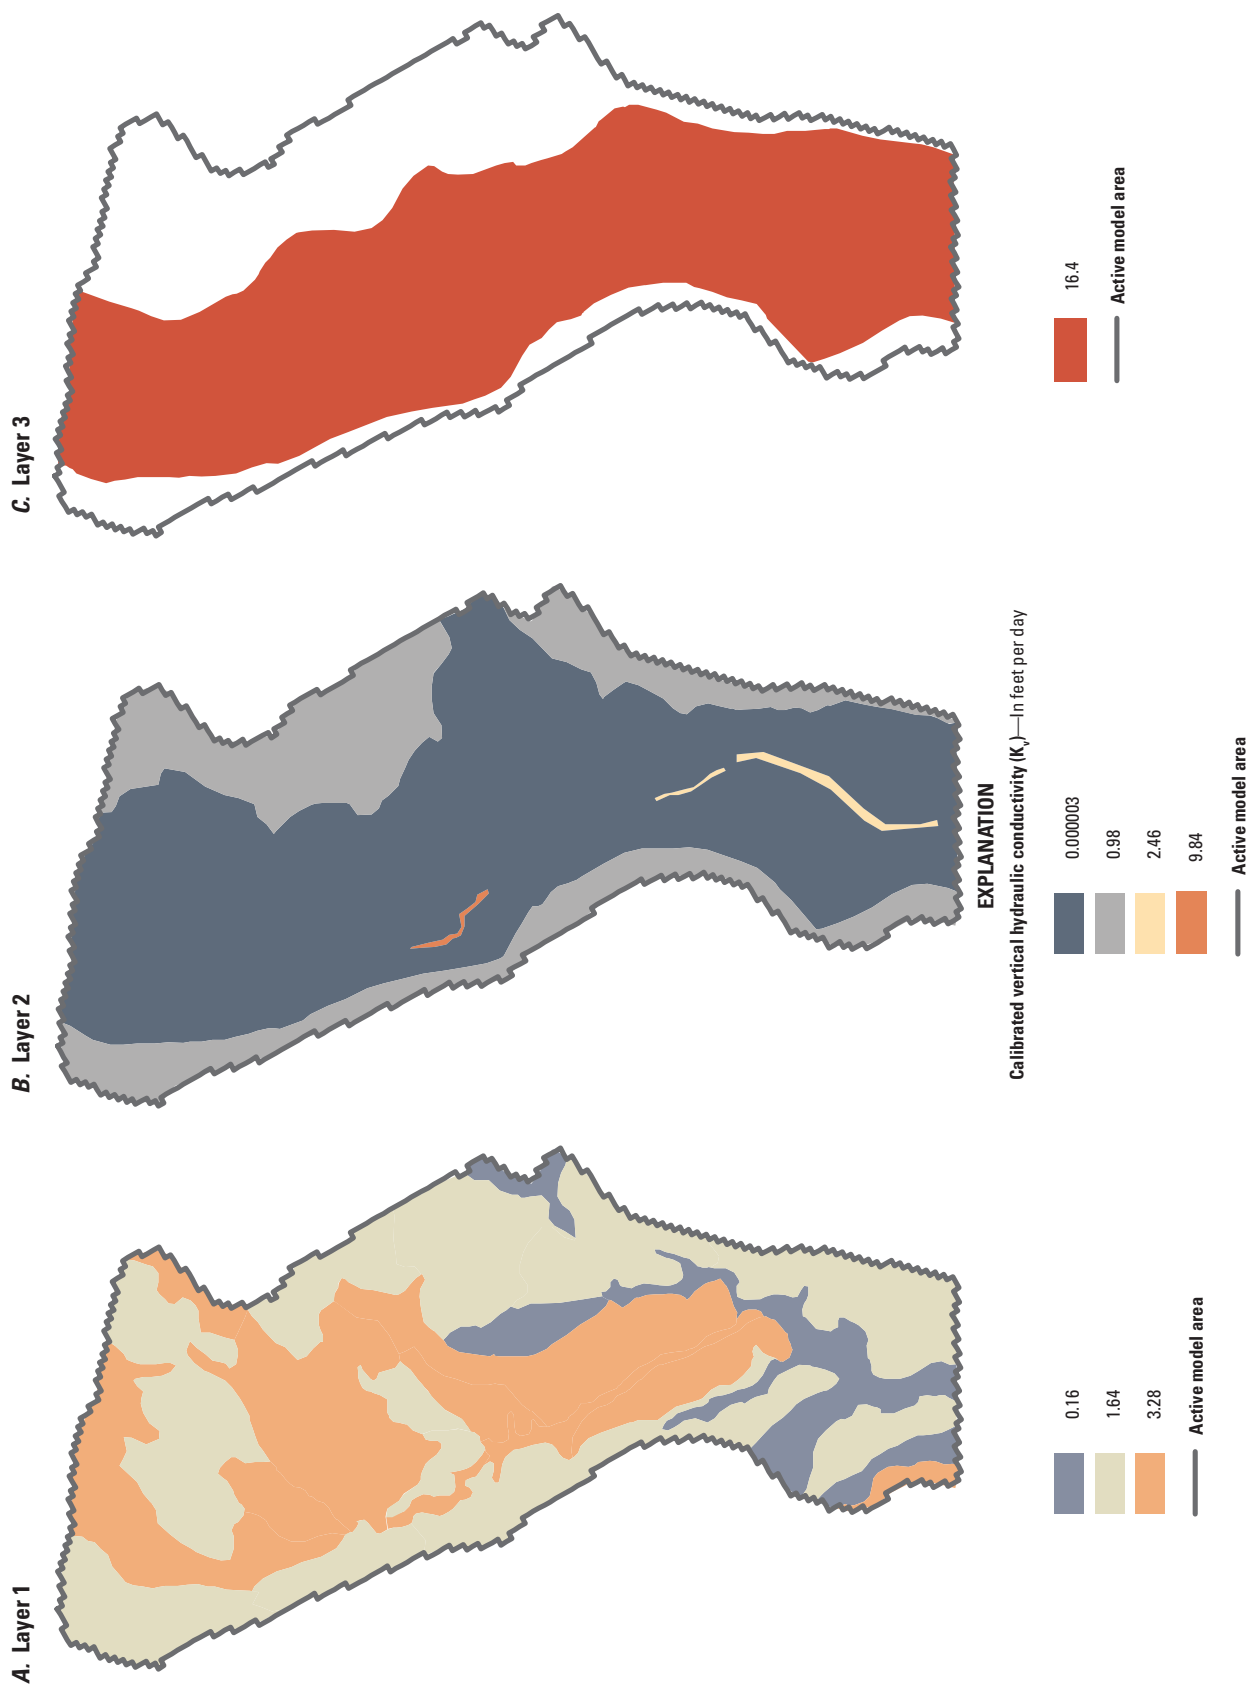 A. Layer 1
B. Layer 2
C. Layer 3
EXPLANATION
Calibrated vertical hydraulic conductivity (Kv)—In feet per day
0.16
1.64
3.28
Active model area
0.000003
0.98
2.46
9.84
Active model area
16.4
Active model area